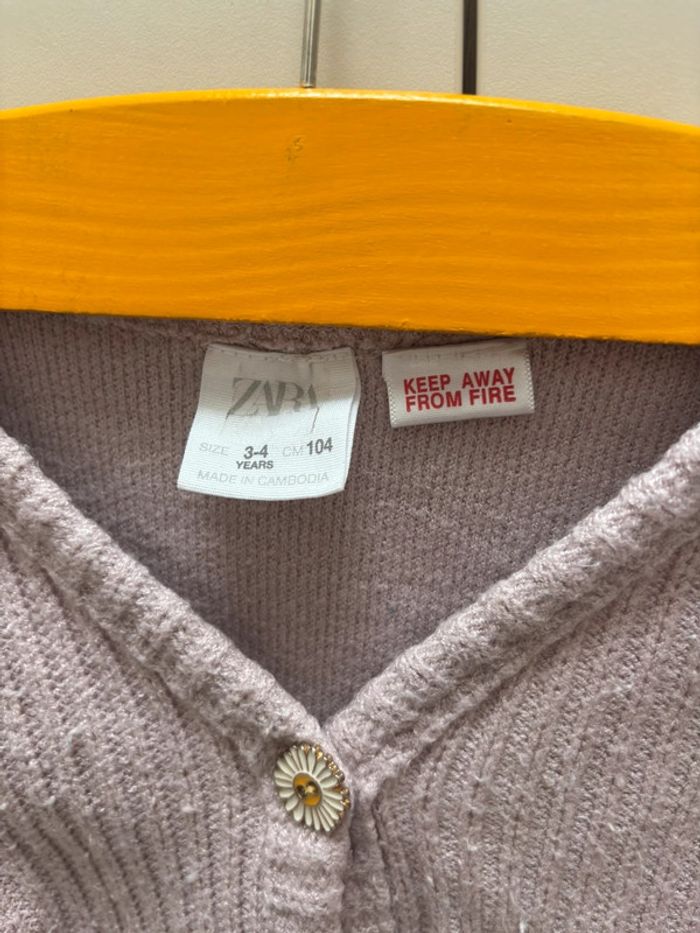 ZARA
SIZE 3-4 CM 104
YEARS
MADE IN CAMBODIA
KEEP AWAY
FROM FIRE